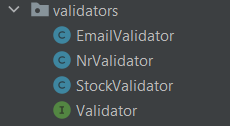 validators
C EmailValidator
C NrValidator
C StockValidator
I Validator